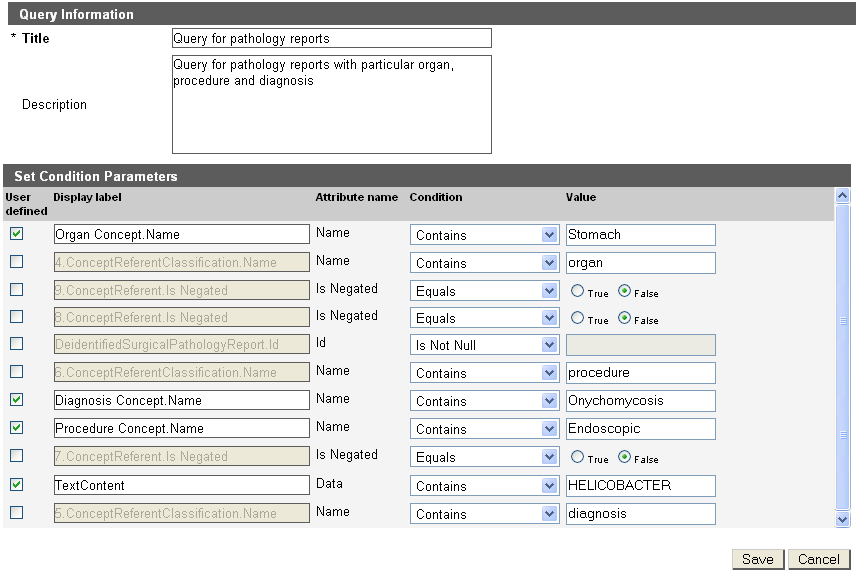 Query Information
* Title Query for pathology reports
Description Query for pathology reports with particular organ,
procedure and diagnosis
Set Condition Parameters
User defined Display label Attribute name Condition Value
Organ Concept.Name Name Contains Stomach
4.ConceptReferentClassification.Name Name Contains organ
9.ConceptReferent.Is Negated Is Negated Equals True False
8.ConceptReferent.Is Negated Is Negated Equals True False
DeidentifiedSurgicalPathologyReport.Id Id Is Not Null
6.ConceptReferentClassification.Name Name Contains procedure
Diagnosis Concept.Name Name Contains Onychomycosis
Procedure Concept.Name Name Contains Endoscopic
7.ConceptReferent.Is Negated Is Negated Equals True False
TextContent Data Contains HELICOBACTER
5.ConceptReferentClassification.Name Name Contains diagnosis
Save Cancel